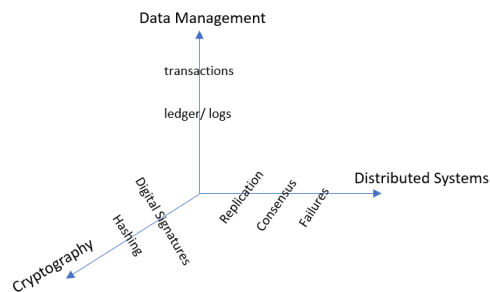 Data Management
transactions
ledger/ logs
Distributed Systems
Replication
Consensus
Failures
Digital Signatures
Hashing
Cryptography